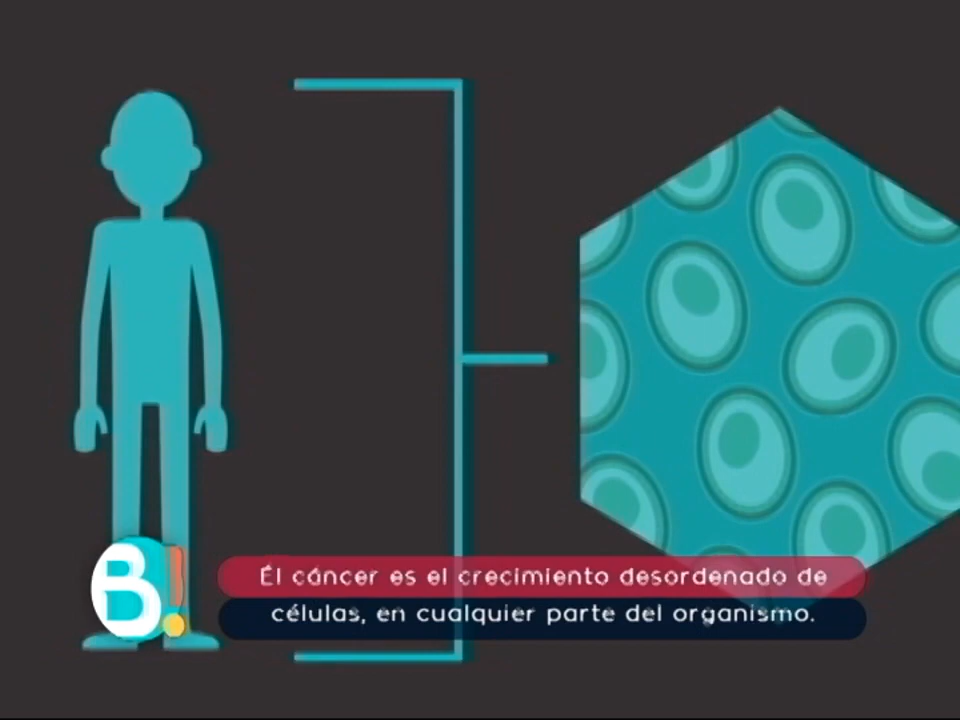 B!
Él cáncer es el crecimiento desordenado de
células, en cualquier parte del organismo.